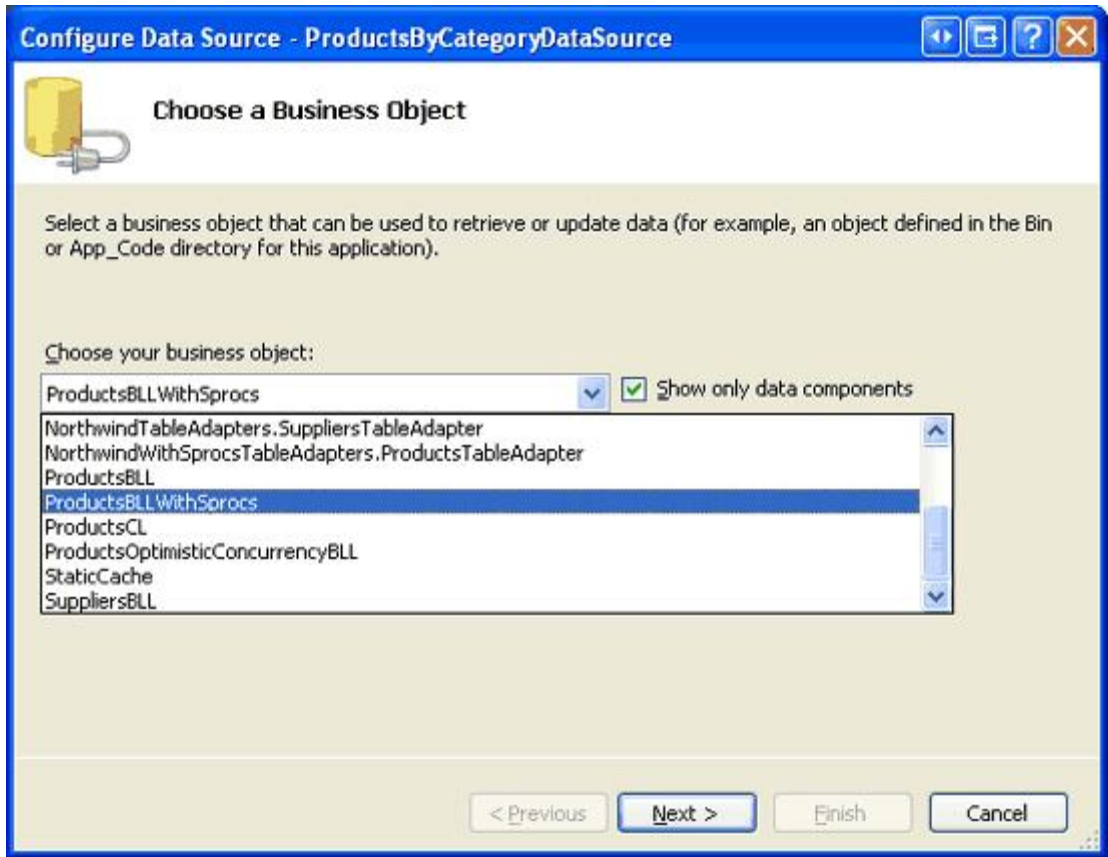 Configure Data Source - ProductsByCategoryDataSource
Choose a Business Object
Select a business object that can be used to retrieve or update data (for example, an object defined in the Bin
or App_Code directory for this application).
Choose your business object:
ProductsBLLWithSprocs
Show only data components
NorthwindTableAdapters.SuppliersTableAdapter
NorthwindWithSprocsTableAdapters.ProductsTableAdapter
ProductsBLL
ProductsBLLWithSprocs
ProductsCL
ProductsOptimisticConcurrencyBLL
StaticCache
SuppliersBLL
< Previous
Next >
Finish
Cancel